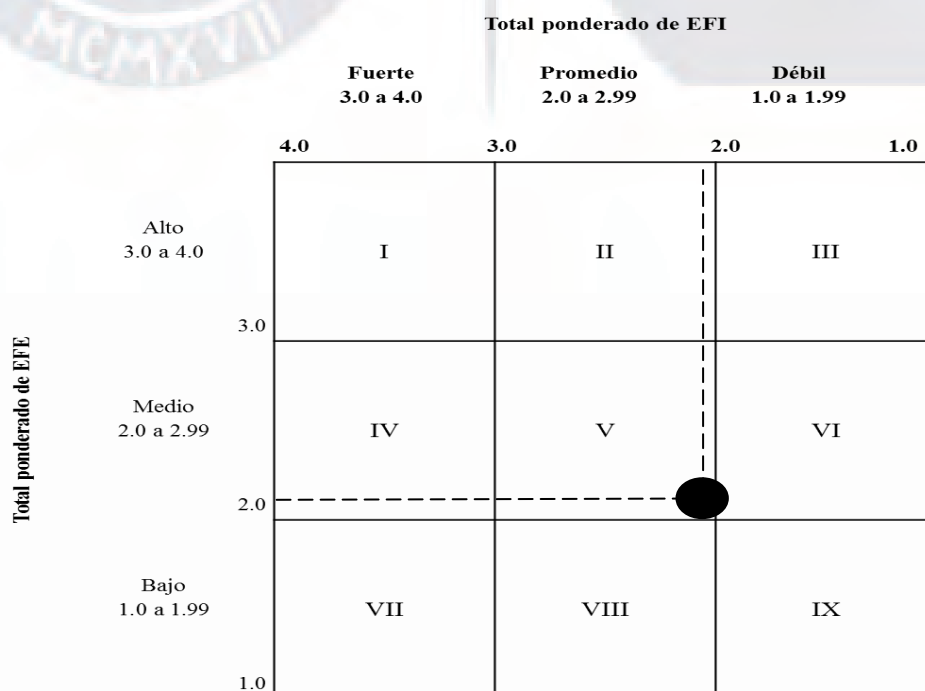 MCMXVII
Total ponderado de EFI
Fuerte
3.0 a 4.0
Promedio
2.0 a 2.99
Débil
1.0 a 1.99
4.0
3.0
2.0
1.0
Alto
3.0 a 4.0
I
II
III
3.0
Total ponderado de EFE
Medio
2.0 a 2.99
IV
V
VI
2.0
Bajo
1.0 a 1.99
VII
VIII
IX
1.0